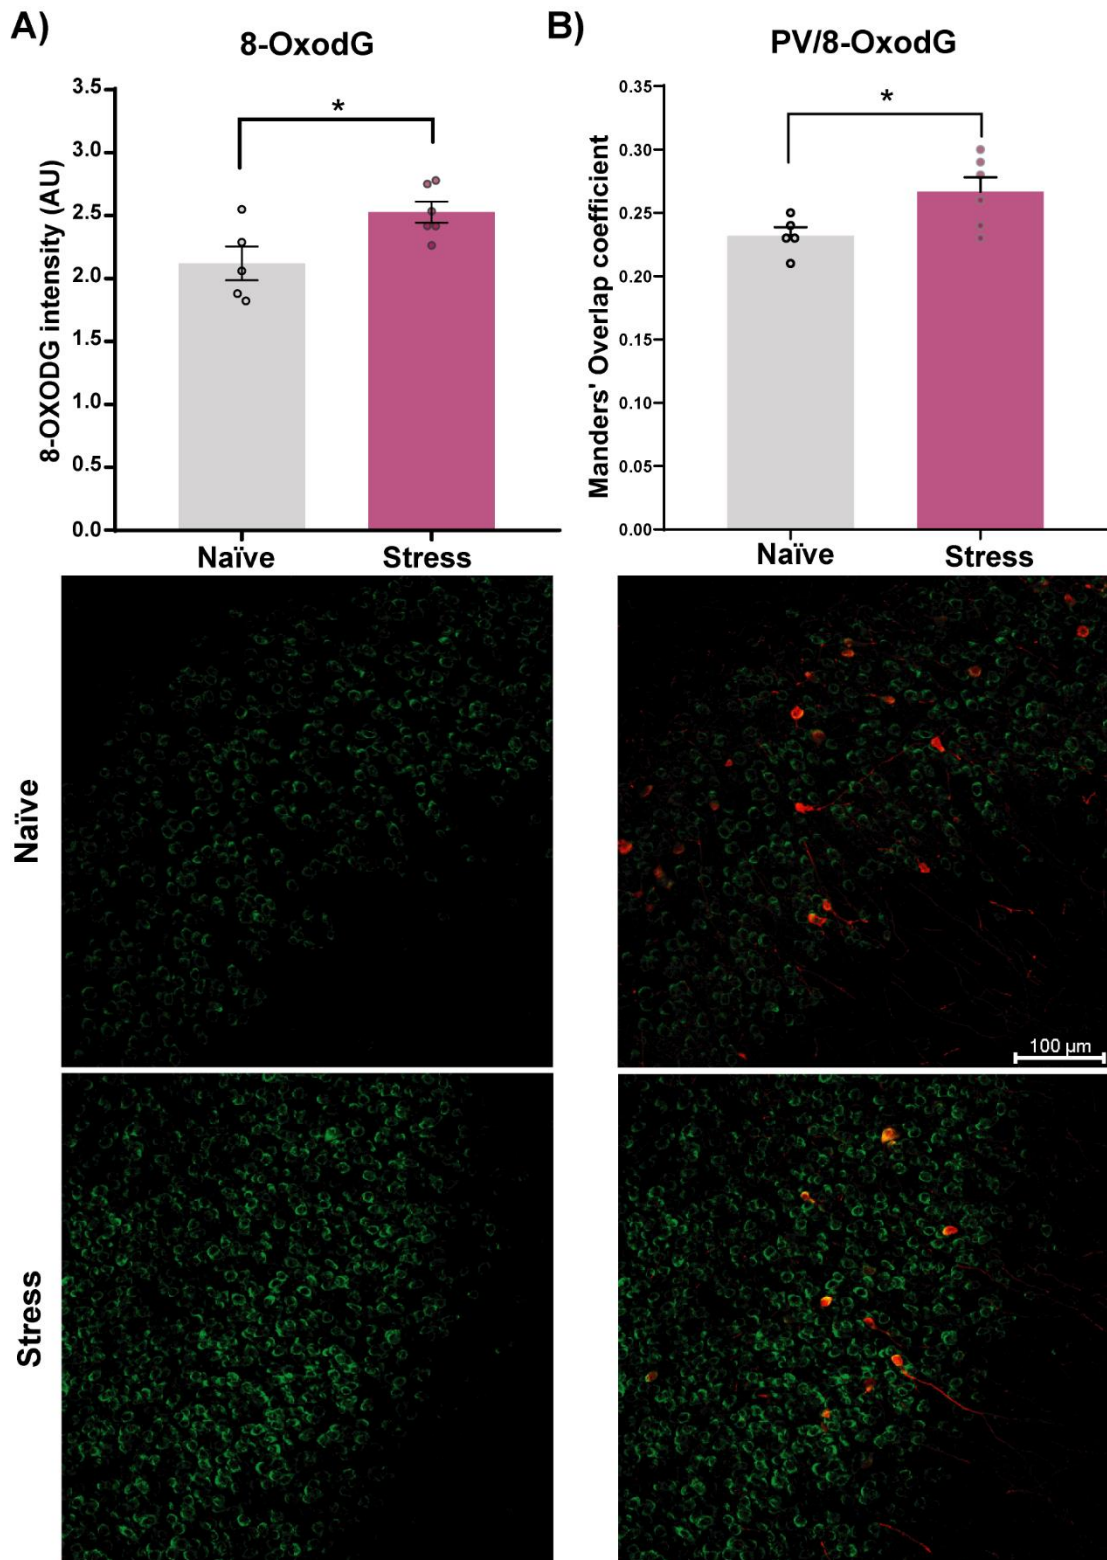 A)
8-OxodG
3.5
3.0
2.5
2.0
1.5
1.0
0.5
0.0
8-OXODG intensity (AU)
*
Naïve
Stress
B)
PV/8-OxodG
0.35
0.30
0.25
0.20
0.15
0.10
0.05
0.00
Manders' Overlap coefficient
*
Naïve
Stress
Naïve
100 µm
Stress